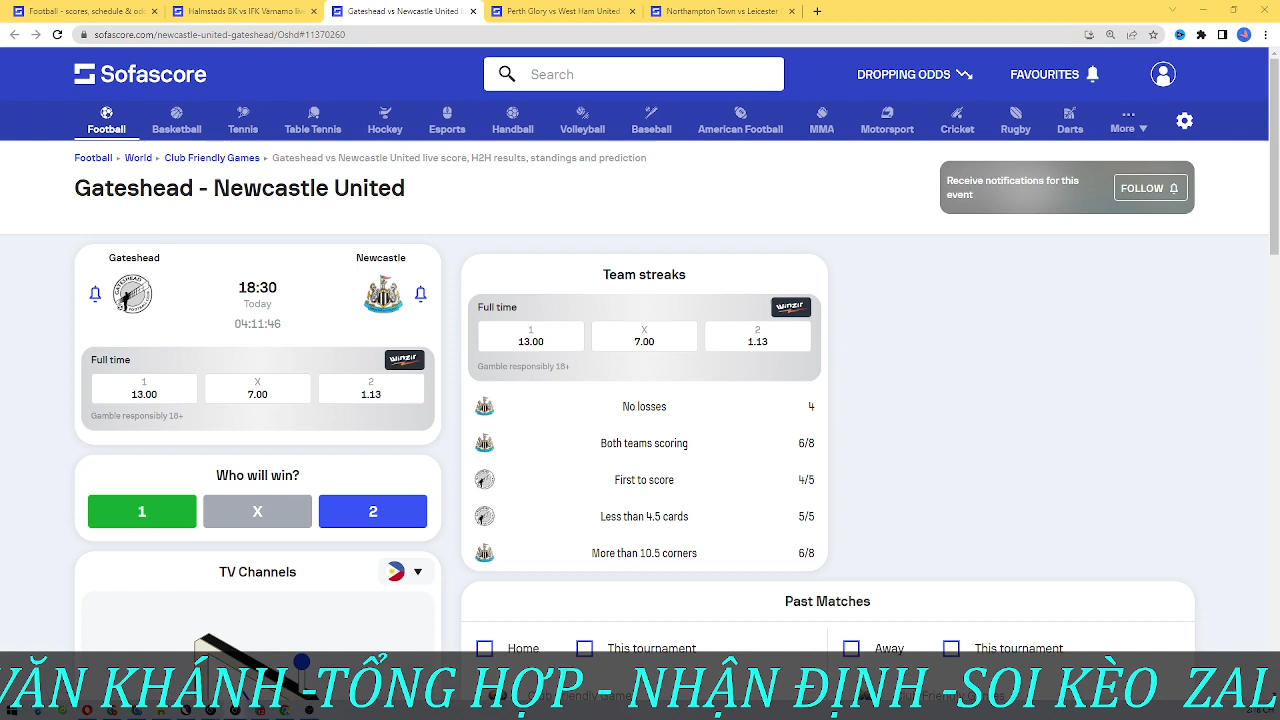 Football - scores, schedule & od
Halmstads BK vs IFK Varnamo live
Gateshead vs Newcastle United l
Perth Glory vs West Ham United
Northampton Town vs Leicester
sofascore.com/newcastle-united-gateshead/Oshd#11370260
Sofascore
Search
DROPPING ODDS
FAVOURITES
Football
Basketball
Tennis
Table Tennis
Hockey
Esports
Handball
Volleyball
Baseball
American Football
MMA
Motorsport
Cricket
Rugby
Darts
More
Football ▸ World ▸ Club Friendly Games ▸ Gateshead vs Newcastle United live score, H2H results, standings and prediction
Gateshead - Newcastle United
Receive notifications for this event
FOLLOW
Gateshead
Newcastle
18:30
Today
04:11:46
Full time
winzir
1
X
2
13.00
7.00
1.13
Gamble responsibly 18+
Who will win?
1
X
2
TV Channels
Team streaks
Full time
winzir
1
X
2
13.00
7.00
1.13
Gamble responsibly 18+
No losses 4
Both teams scoring 6/8
First to score 4/5
Less than 4.5 cards 5/5
More than 10.5 corners 6/8
Past Matches
Home
This tournament
Away
This tournament
VĂN KHÁNH - TỔNG HỢP - NHẬN ĐỊNH SOI KÈO ZAL